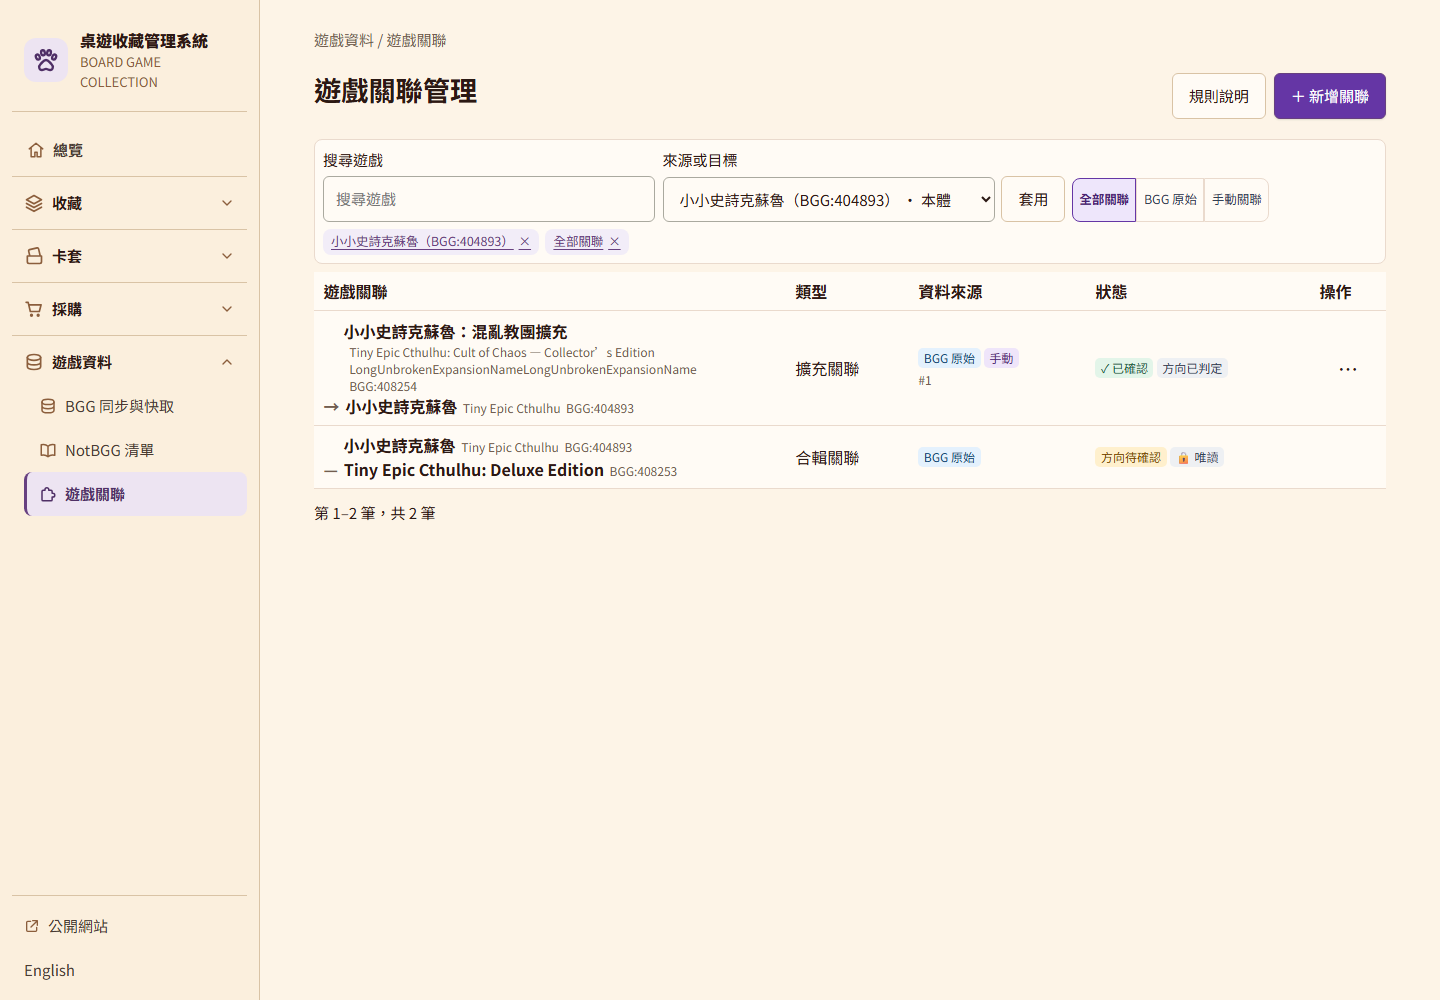 桌遊收藏管理系統
BOARD GAME
COLLECTION
總覽
收藏
卡套
採購
遊戲資料
BGG 同步與快取
NotBGG 清單
遊戲關聯
公開網站
English
遊戲資料 / 遊戲關聯
遊戲關聯管理
規則說明
＋ 新增關聯
搜尋遊戲
來源或目標
搜尋遊戲
小小史詩克蘇魯（BGG:404893） · 本體
套用
全部關聯
BGG 原始
手動關聯
小小史詩克蘇魯（BGG:404893） ×
全部關聯 ×
遊戲關聯 類型 資料來源 狀態 操作
小小史詩克蘇魯：混亂教團擴充
Tiny Epic Cthulhu: Cult of Chaos — Collector’s Edition
LongUnbrokenExpansionNameLongUnbrokenExpansionName
BGG:408254
→ 小小史詩克蘇魯 Tiny Epic Cthulhu BGG:404893
擴充關聯
BGG 原始 手動
#1
✓ 已確認 方向已判定
⋯
小小史詩克蘇魯 Tiny Epic Cthulhu BGG:404893
— Tiny Epic Cthulhu: Deluxe Edition BGG:408253
合輯關聯
BGG 原始
方向待確認 🔒 唯讀
第 1–2 筆，共 2 筆